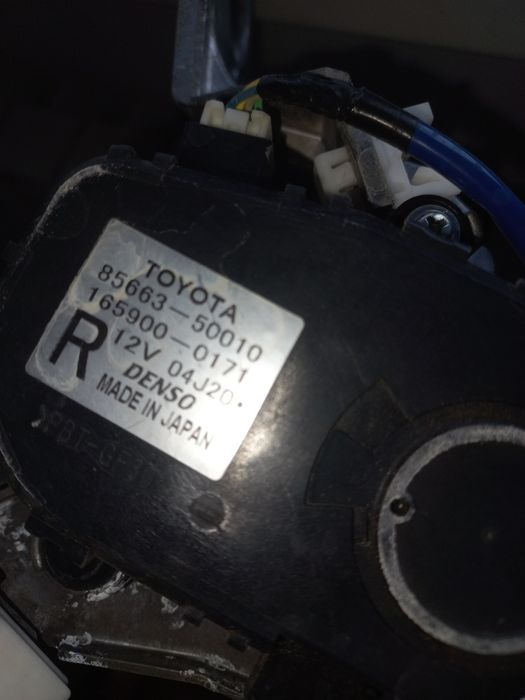 TOYOTA
85663-50010
165900-0171
R
12V 04J20.
DENSO
MADE IN JAPAN